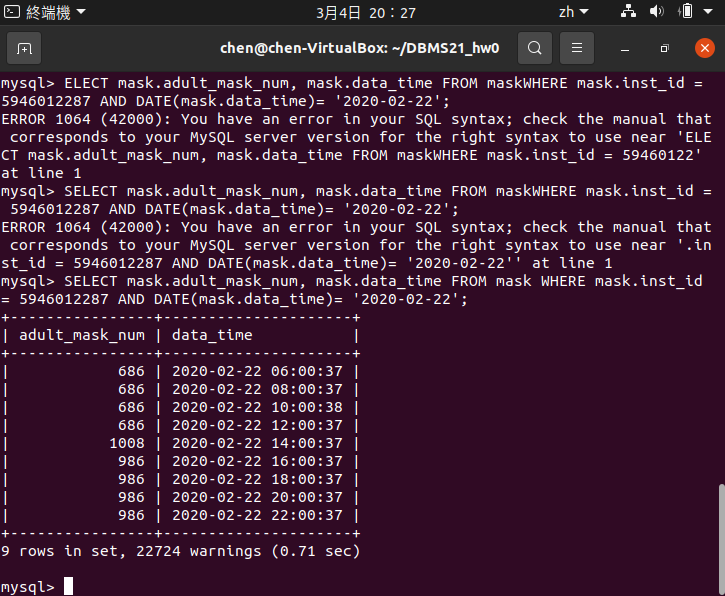 終端機
3月4日 20：27
zh
chen@chen-VirtualBox: ~/DBMS21_hw0
mysql> ELECT mask.adult_mask_num, mask.data_time FROM maskWHERE mask.inst_id =
5946012287 AND DATE(mask.data_time)= '2020-02-22';
ERROR 1064 (42000): You have an error in your SQL syntax; check the manual that
corresponds to your MySQL server version for the right syntax to use near 'ELE
CT mask.adult_mask_num, mask.data_time FROM maskWHERE mask.inst_id = 59460122'
at line 1
mysql> SELECT mask.adult_mask_num, mask.data_time FROM maskWHERE mask.inst_id =
5946012287 AND DATE(mask.data_time)= '2020-02-22';
ERROR 1064 (42000): You have an error in your SQL syntax; check the manual that
corresponds to your MySQL server version for the right syntax to use near '.in
st_id = 5946012287 AND DATE(mask.data_time)= '2020-02-22'' at line 1
mysql> SELECT mask.adult_mask_num, mask.data_time FROM mask WHERE mask.inst_id
= 5946012287 AND DATE(mask.data_time)= '2020-02-22';
+----------------+---------------------+
| adult_mask_num | data_time           |
+----------------+---------------------+
|            686 | 2020-02-22 06:00:37 |
|            686 | 2020-02-22 08:00:37 |
|            686 | 2020-02-22 10:00:38 |
|            686 | 2020-02-22 12:00:37 |
|           1008 | 2020-02-22 14:00:37 |
|            986 | 2020-02-22 16:00:37 |
|            986 | 2020-02-22 18:00:37 |
|            986 | 2020-02-22 20:00:37 |
|            986 | 2020-02-22 22:00:37 |
+----------------+---------------------+
9 rows in set, 22724 warnings (0.71 sec)
mysql>